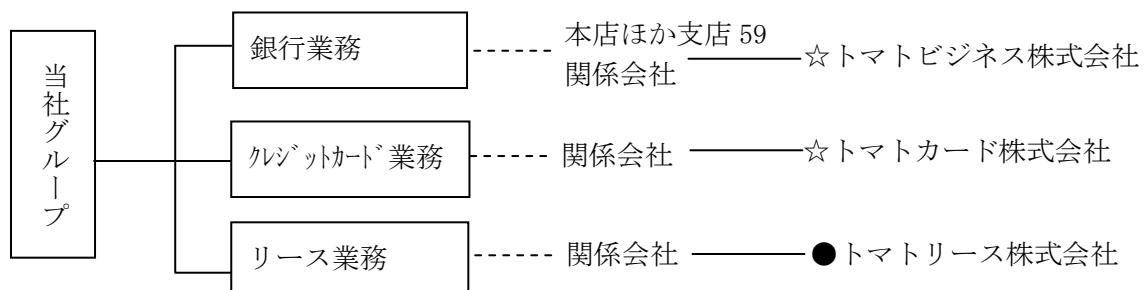 当社グループ
銀行業務
本店ほか支店 59
関係会社
☆トマトビジネス株式会社
ｸﾚｼﾞｯﾄｶｰﾄﾞ業務
関係会社
☆トマトカード株式会社
リース業務
関係会社
●トマトリース株式会社